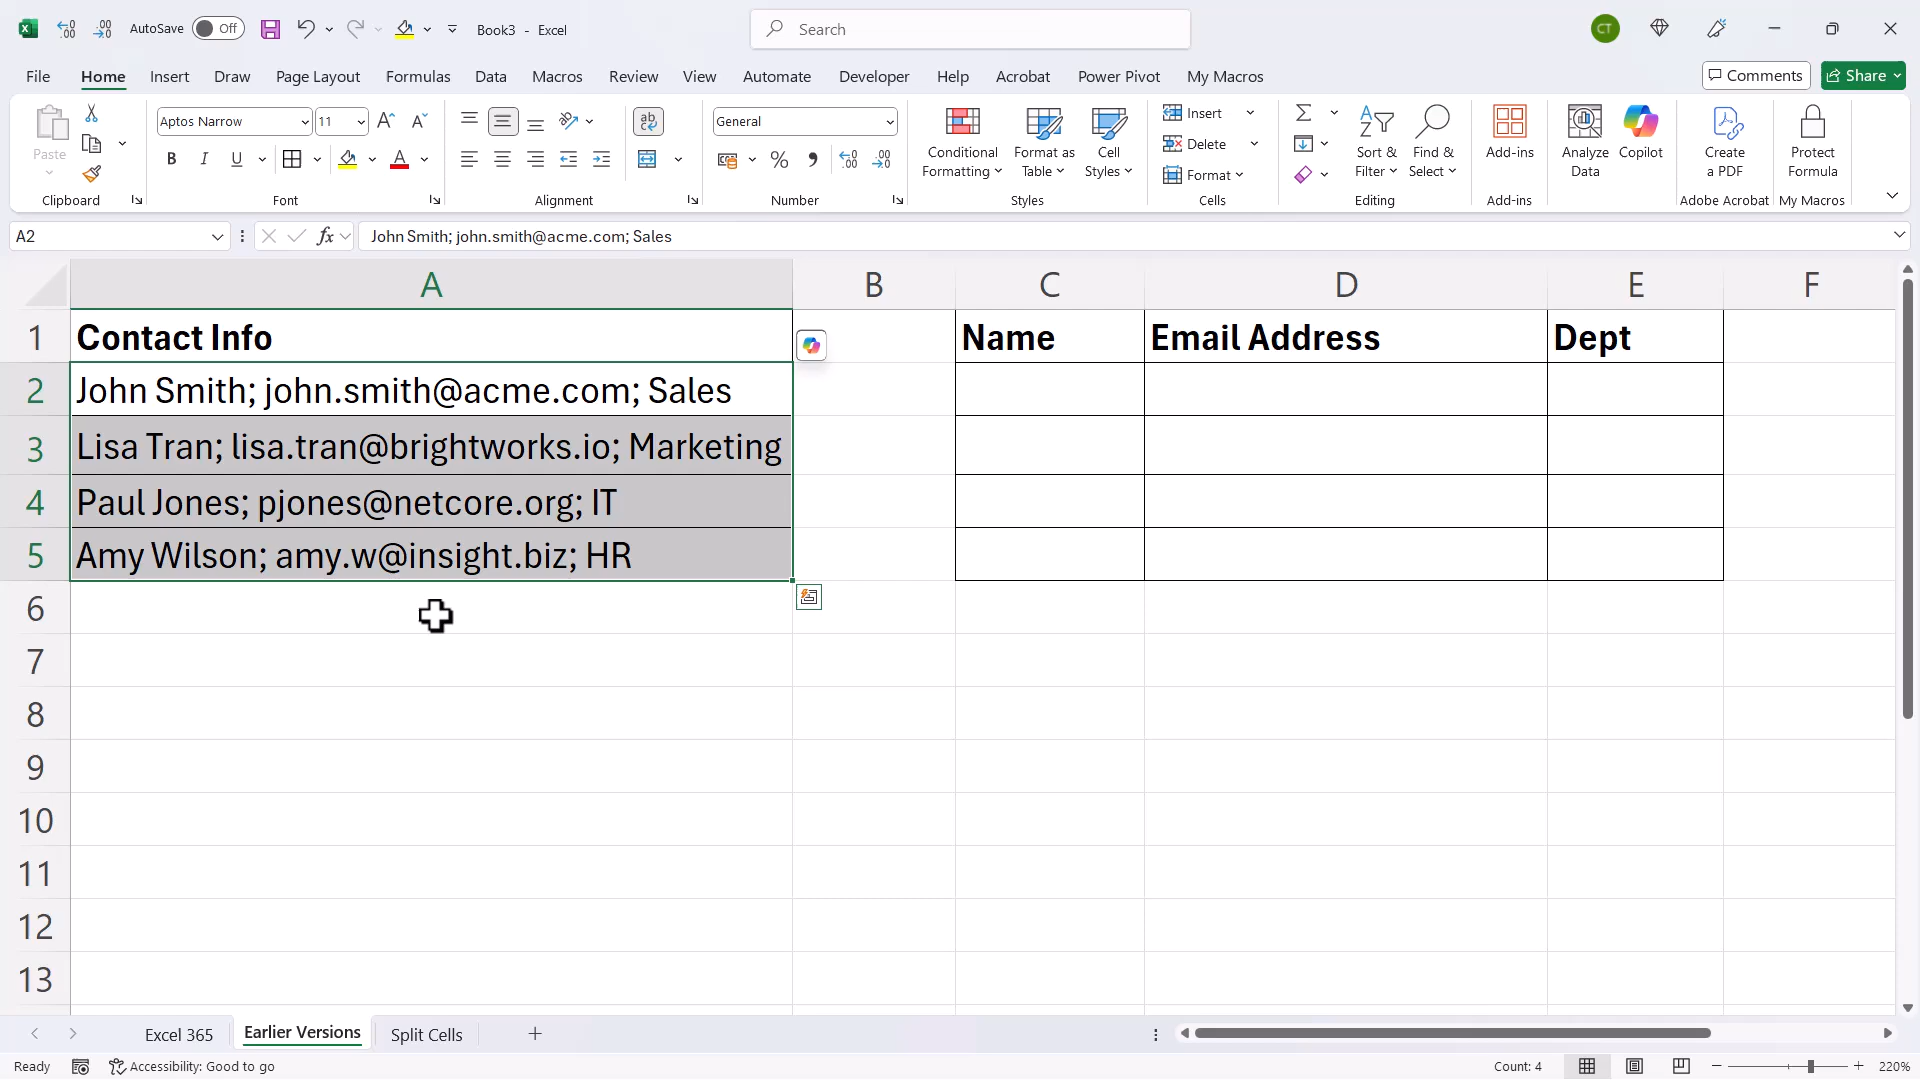 AutoSave Off Book3 - Excel Search CT
File Home Insert Draw Page Layout Formulas Data Macros Review View Automate Developer Help Acrobat Power Pivot My Macros Comments Share
Paste Aptos Narrow 11 General Conditional Formatting Format as Table Cell Styles Insert Delete Format Sort & Filter Find & Select Add-ins Analyze Data Copilot Create a PDF Protect Formula
Clipboard Font Alignment Number Styles Cells Editing Add-ins Adobe Acrobat My Macros
A2 fx John Smith; john.smith@acme.com; Sales
A B C D E F
1 Contact Info Name Email Address Dept
2 John Smith; john.smith@acme.com; Sales
3 Lisa Tran; lisa.tran@brightworks.io; Marketing
4 Paul Jones; pjones@netcore.org; IT
5 Amy Wilson; amy.w@insight.biz; HR
6
7
8
9
10
11
12
13
Excel 365 Earlier Versions Split Cells
Ready Accessibility: Good to go Count: 4 220%